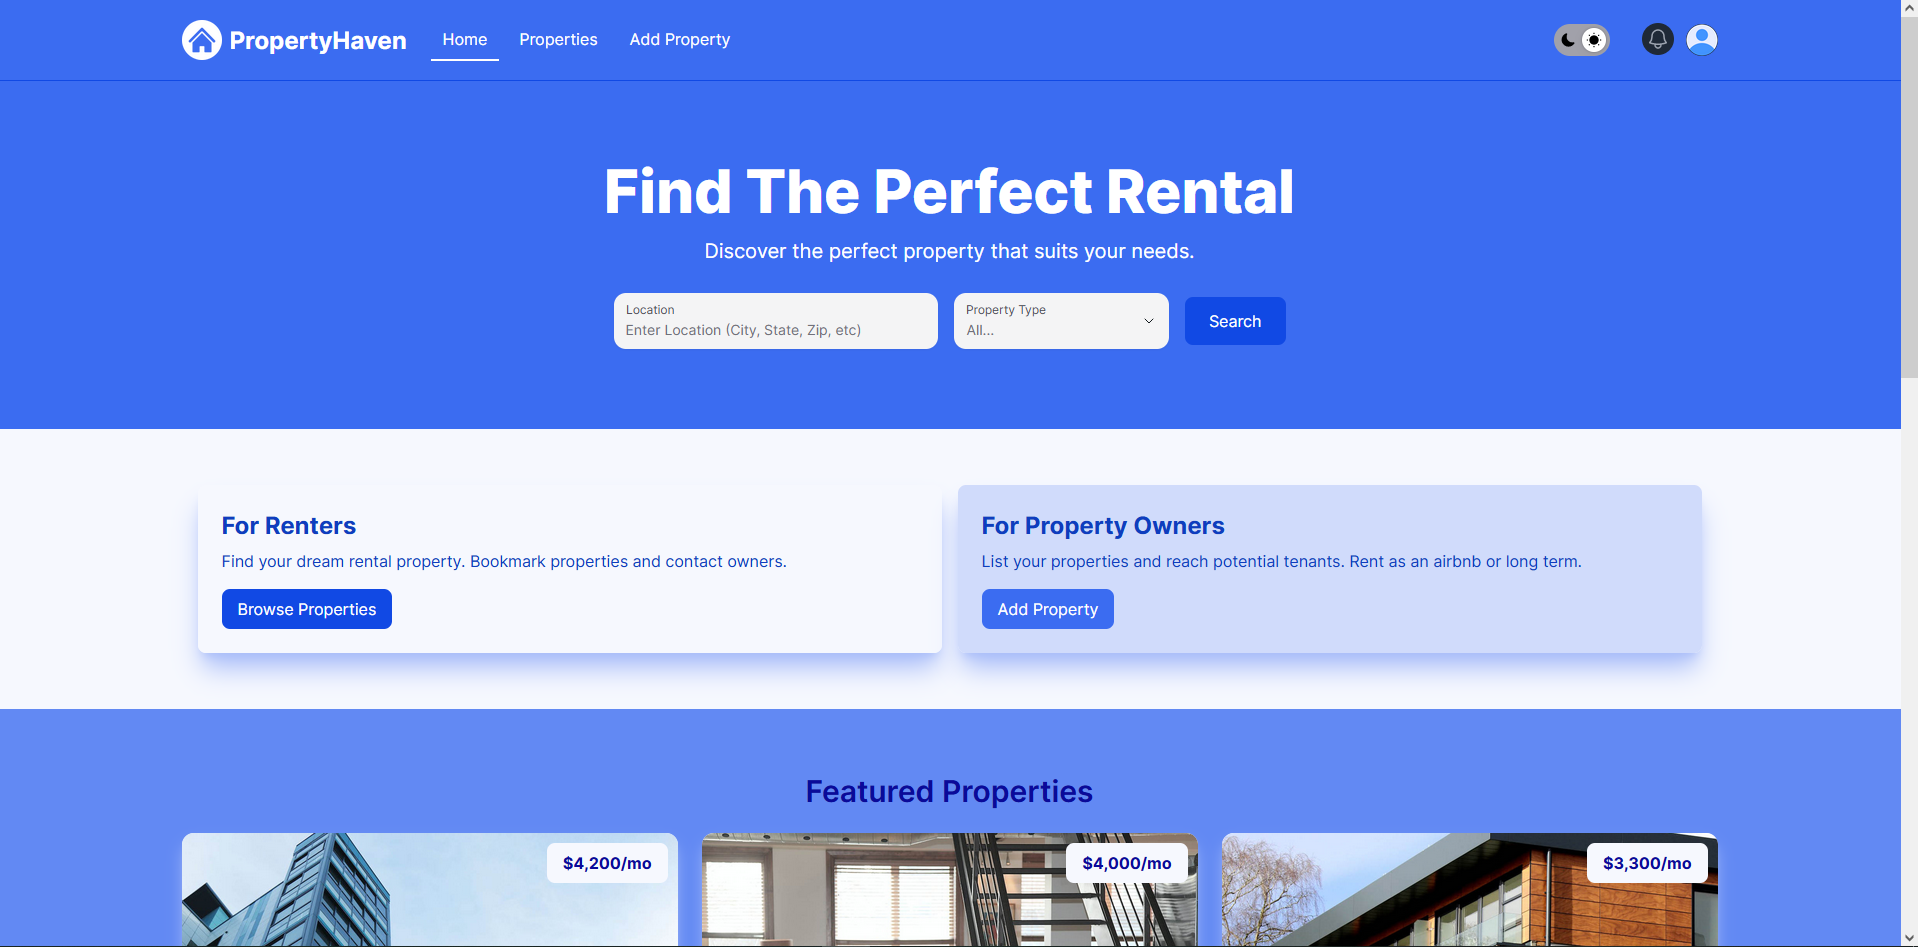 PropertyHaven
Home
Properties
Add Property
Find The Perfect Rental
Discover the perfect property that suits your needs.
Location
Enter Location (City, State, Zip, etc)
Property Type
All...
Search
For Renters
Find your dream rental property. Bookmark properties and contact owners.
Browse Properties
For Property Owners
List your properties and reach potential tenants. Rent as an airbnb or long term.
Add Property
Featured Properties
$4,200/mo
$4,000/mo
$3,300/mo